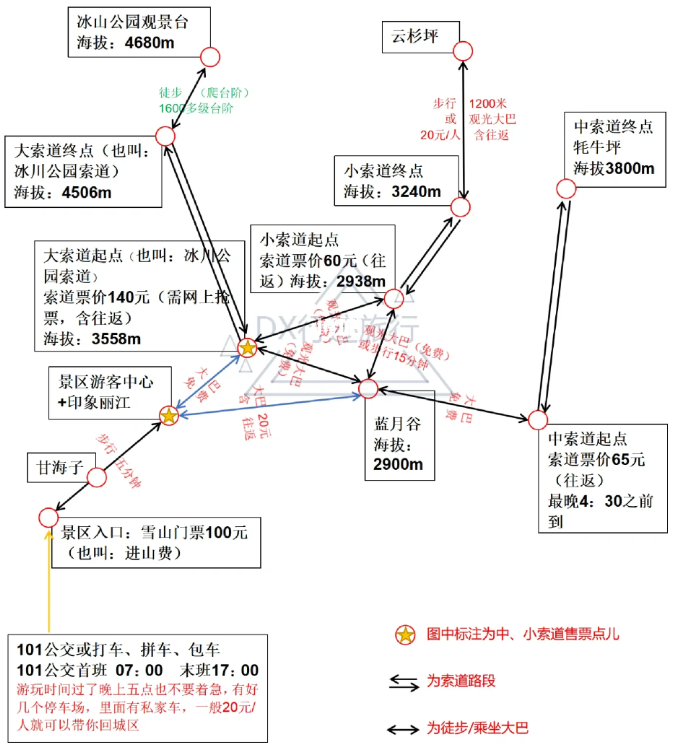 冰山公园观景台
海拔：4680m
云杉坪
徒步 （爬台阶）
1600多级台阶
步行 1200米
或 观光大巴
20元/人 含往返
中索道终点
牦牛坪
海拔3800m
大索道终点（也叫：
冰川公园索道）
海拔：4506m
小索道终点
海拔：3240m
小索道起点
索道票价60元（往
返）海拔：2938m
大索道起点（也叫：冰川公
园索道）
索道票价140元（需网上抢
票，含往返）
海拔：3558m
观光大巴（免费）
或步行15分钟
观光大巴
（免费）
大巴
免费
景区游客中心
+印象丽江
大巴 20元
含 往返
大巴
免费
蓝月谷
海拔：
2900m
中索道起点
索道票价65元
（往返）
最晚4：30之前
到
步行 五分钟
甘海子
景区入口：雪山门票100元
（也叫：进山费）
101公交或打车、拼车、包车
101公交首班 07：00 末班17：00
游玩时间过了晚上五点也不要着急，有好
几个停车场，里面有私家车，一般20元/
人就可以带你回城区
图中标注为中、小索道售票点儿
为索道路段
为徒步/乘坐大巴